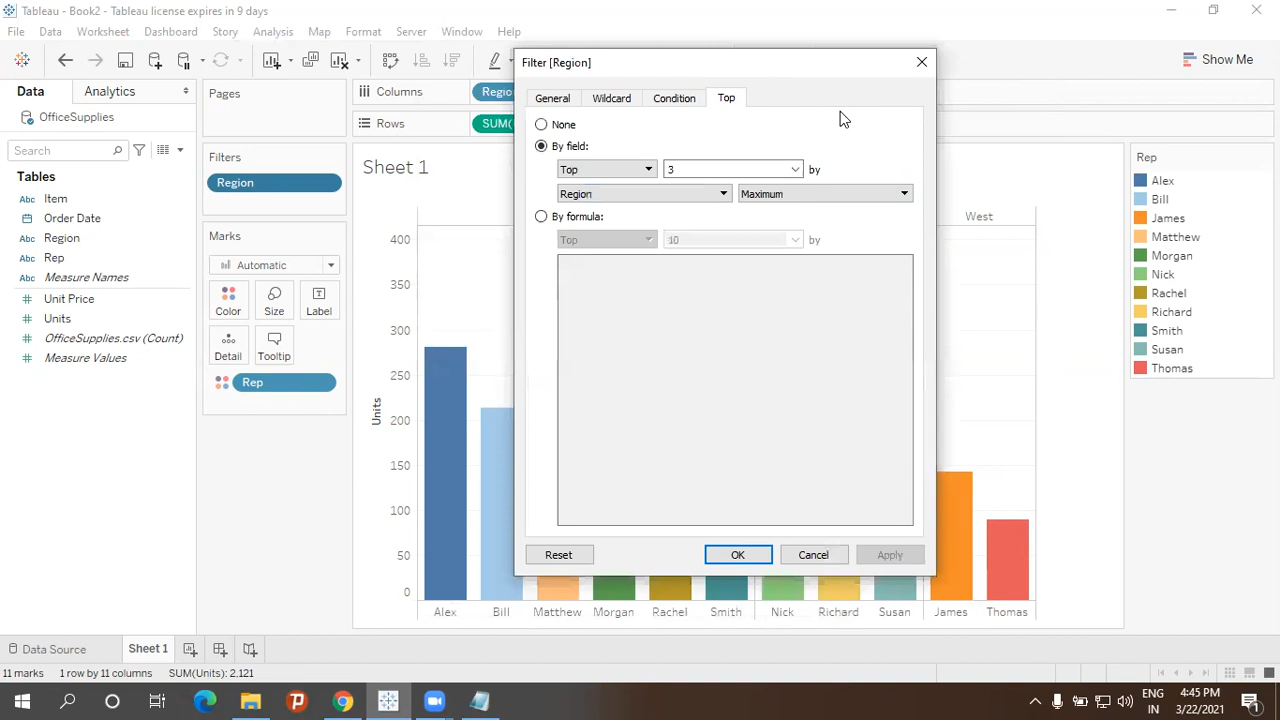 Tableau - Book2 - Tableau license expires in 9 days
File Data Worksheet Dashboard Story Analysis Map Format Server Window Help
Show Me
Filter [Region]
Data Analytics
OfficeSupplies
Search
Tables
Abc Item
Order Date
Abc Region
Abc Rep
Abc Measure Names
# Unit Price
# Units
# OfficeSupplies.csv (Count)
# Measure Values
Pages
Filters
Region
Marks
Automatic
Color Size Label
Detail Tooltip
Rep
Columns Region
Rows SUM(
Sheet 1
General Wildcard Condition Top
None
By field:
Top 3 by
Region Maximum
By formula:
Top 10 by
Reset OK Cancel Apply
West
Units
400
350
300
250
200
150
100
50
0
Alex Bill Matthew Morgan Rachel Smith Nick Richard Susan James Thomas
Rep
Alex
Bill
James
Matthew
Morgan
Nick
Rachel
Richard
Smith
Susan
Thomas
Data Source Sheet 1
11 marks 1 row by 11 columns SUM(Units): 2,121
ENG
IN
4:45 PM
3/22/2021
1